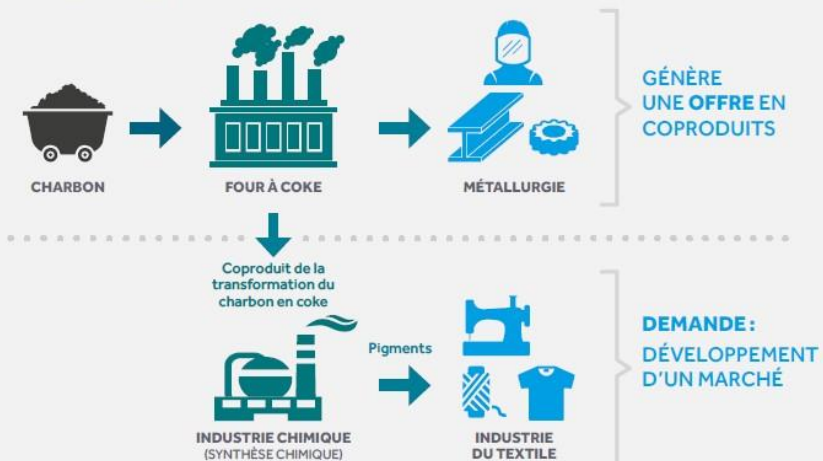 CHARBON
FOUR À COKE
MÉTALLURGIE
GÉNÈRE
UNE OFFRE EN
COPRODUITS
Coproduit de la
transformation du
charbon en coke
Pigments
INDUSTRIE CHIMIQUE
(SYNTHÈSE CHIMIQUE)
INDUSTRIE
DU TEXTILE
DEMANDE :
DÉVELOPPEMENT
D'UN MARCHÉ